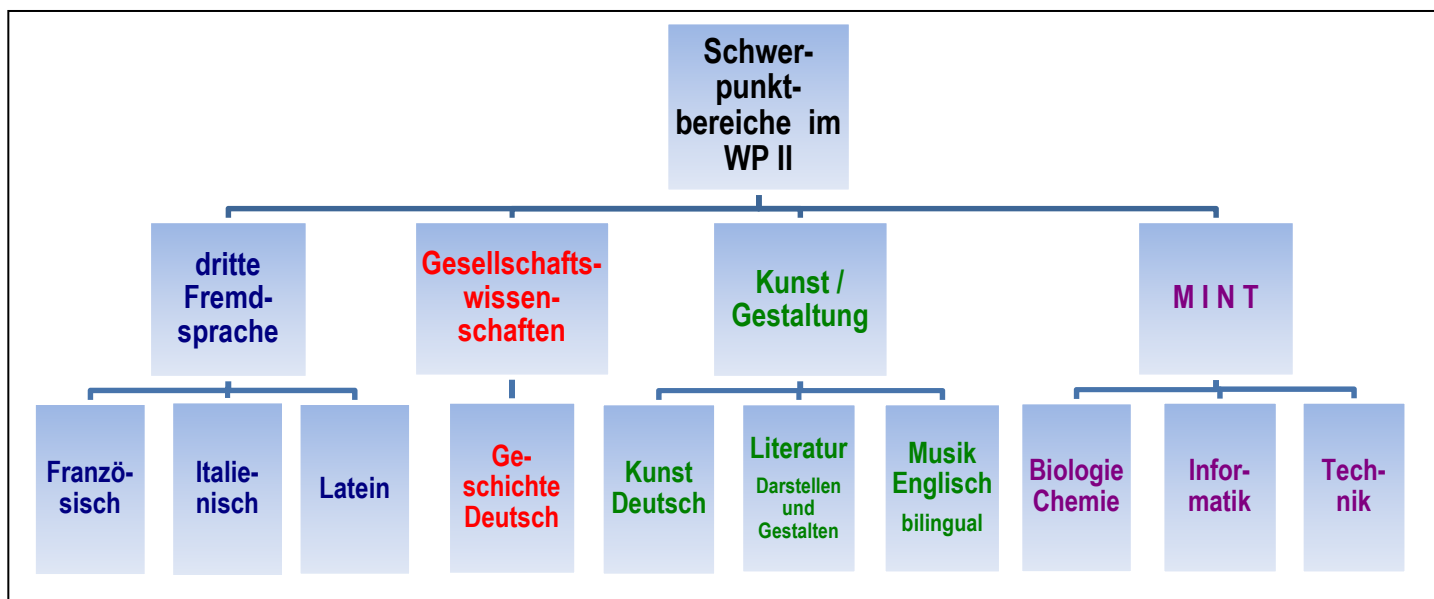 Schwer-
punkt-
bereiche im
WP II
dritte
Fremd-
sprache
Gesellschafts-
wissen-
schaften
Kunst /
Gestaltung
M I N T
Franzö-
sisch
Italie-
nisch
Latein
Ge-
schichte
Deutsch
Kunst
Deutsch
Literatur
Darstellen
und
Gestalten
Musik
Englisch
bilingual
Biologie
Chemie
Infor-
matik
Tech-
nik